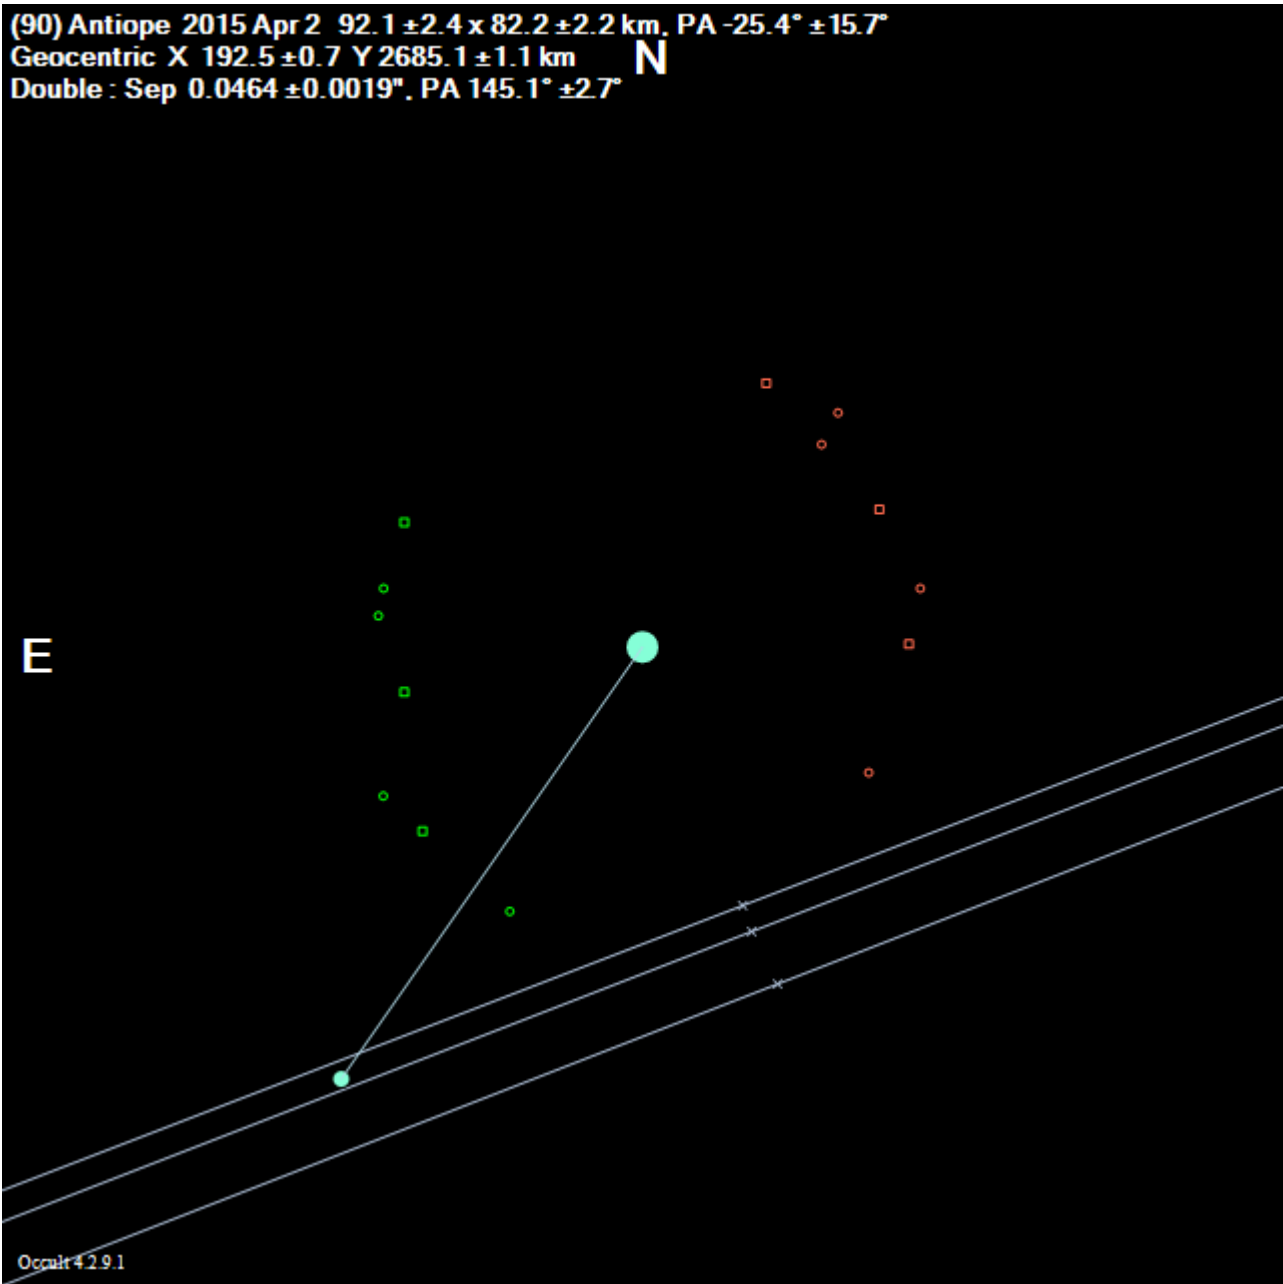 (90) Antiope 2015 Apr 2 92.1 ±2.4 x 82.2 ±2.2 km, PA -25.4° ±15.7°
Geocentric X 192.5 ±0.7 Y 2685.1 ±1.1 km
N
Double : Sep 0.0464 ±0.0019", PA 145.1° ±2.7°
E
Occult 4.2.9.1